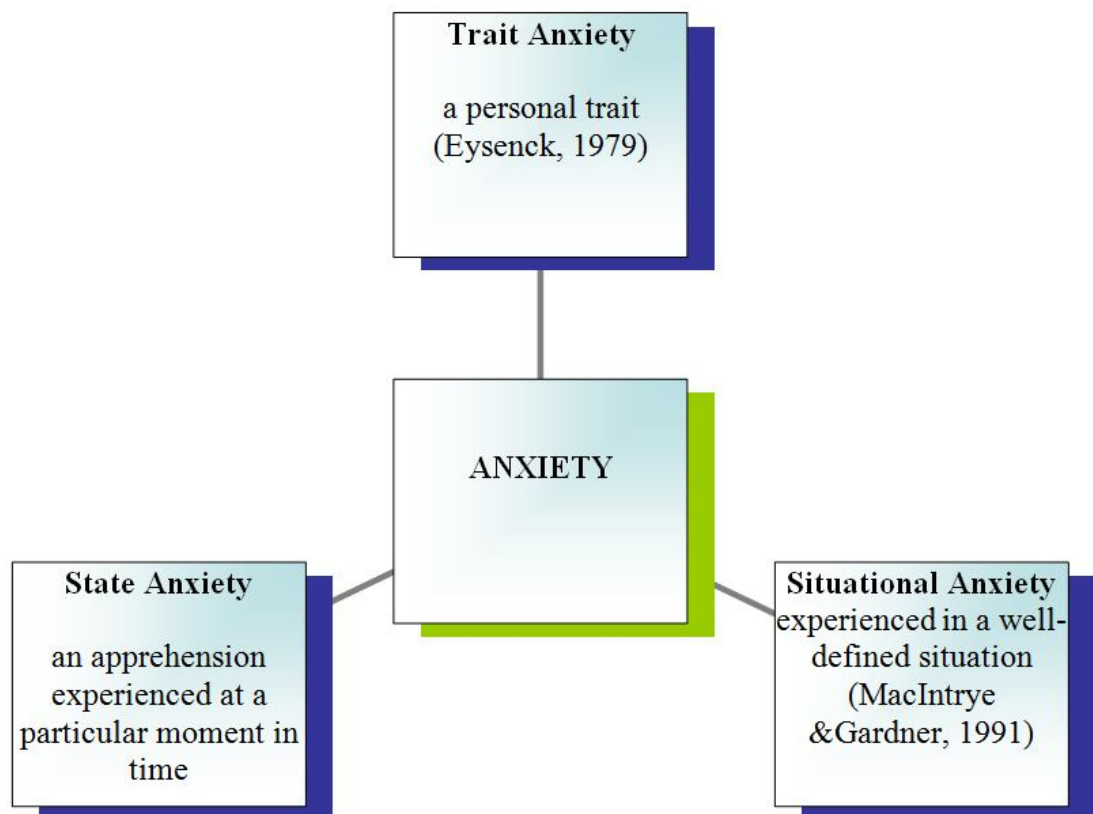 Trait Anxiety
a personal trait
(Eysenck, 1979)
ANXIETY
State Anxiety
an apprehension
experienced at a
particular moment in
time
Situational Anxiety
experienced in a well-
defined situation
(MacIntrye
&Gardner, 1991)